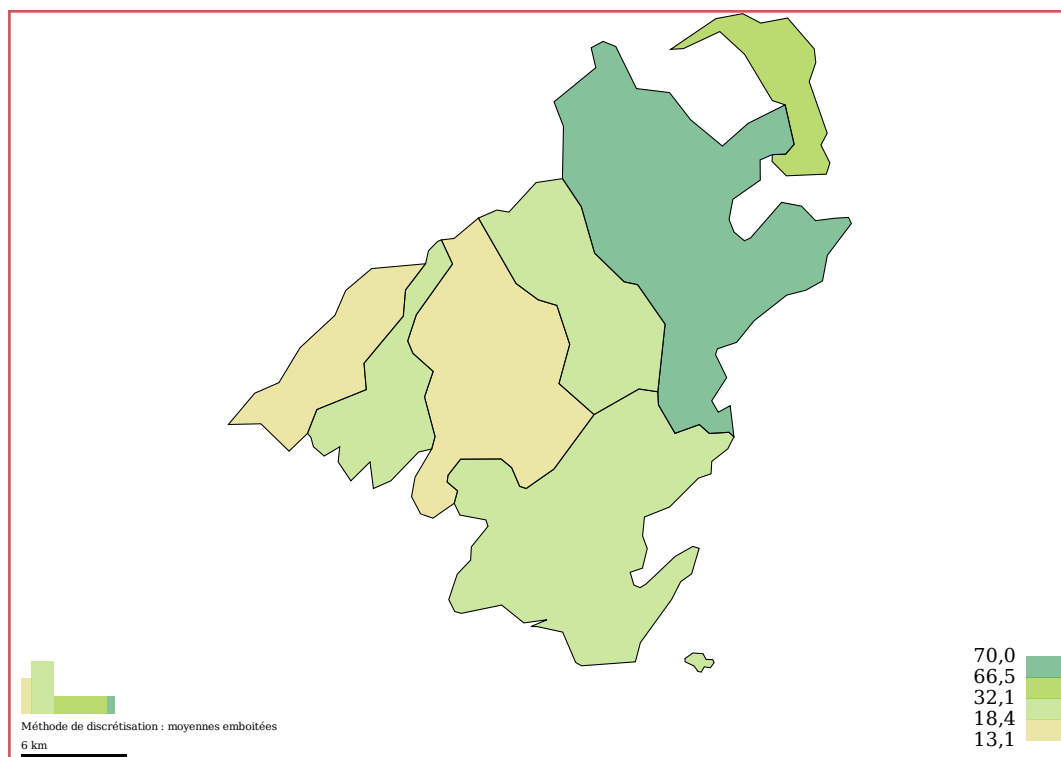 70,0
66,5
32,1
18,4
13,1
Méthode de discrétisation : moyennes emboitées
6 km